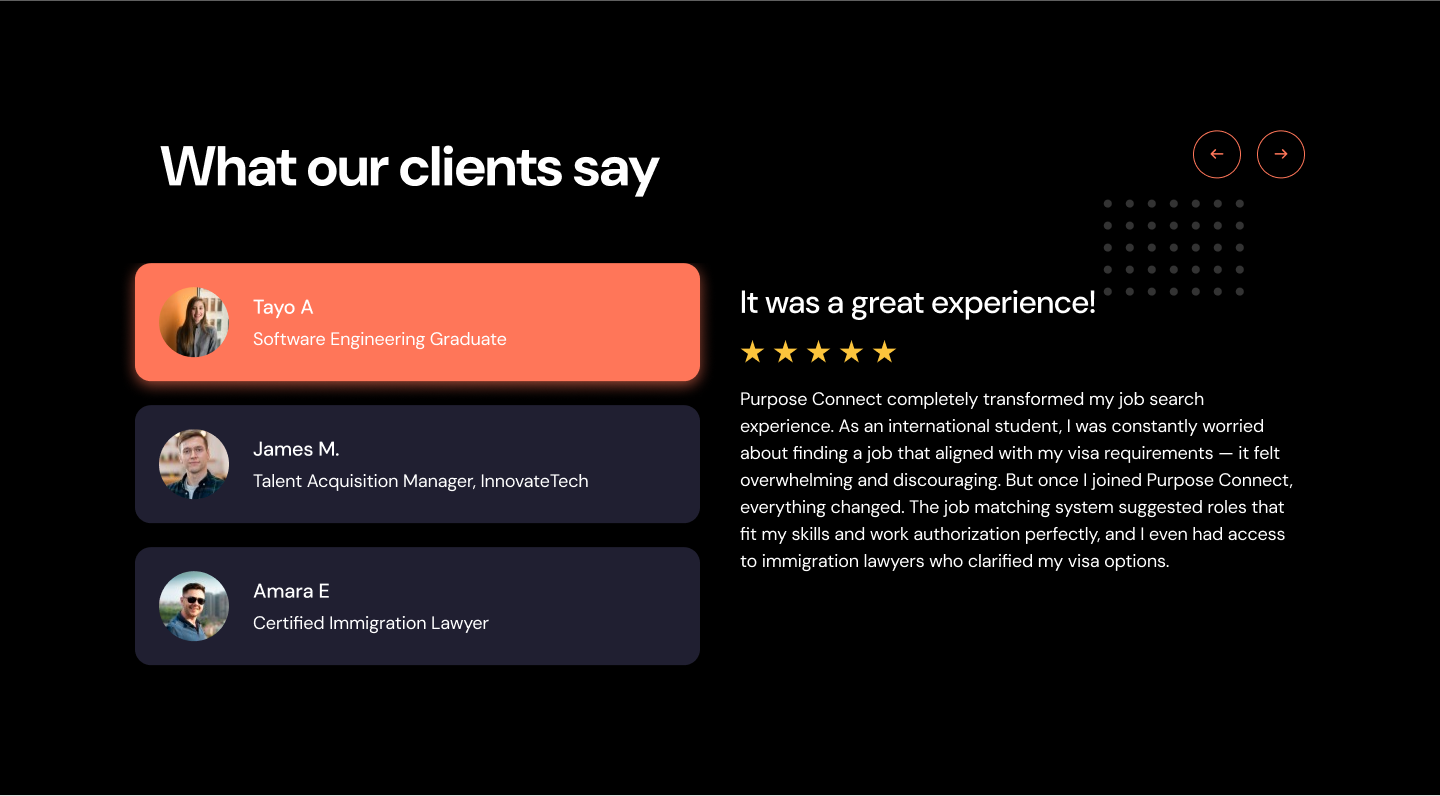 What our clients say
Tayo A
Software Engineering Graduate
James M.
Talent Acquisition Manager, InnovateTech
Amara E
Certified Immigration Lawyer
It was a great experience!
Purpose Connect completely transformed my job search
experience. As an international student, I was constantly worried
about finding a job that aligned with my visa requirements — it felt
overwhelming and discouraging. But once I joined Purpose Connect,
everything changed. The job matching system suggested roles that
fit my skills and work authorization perfectly, and I even had access
to immigration lawyers who clarified my visa options.